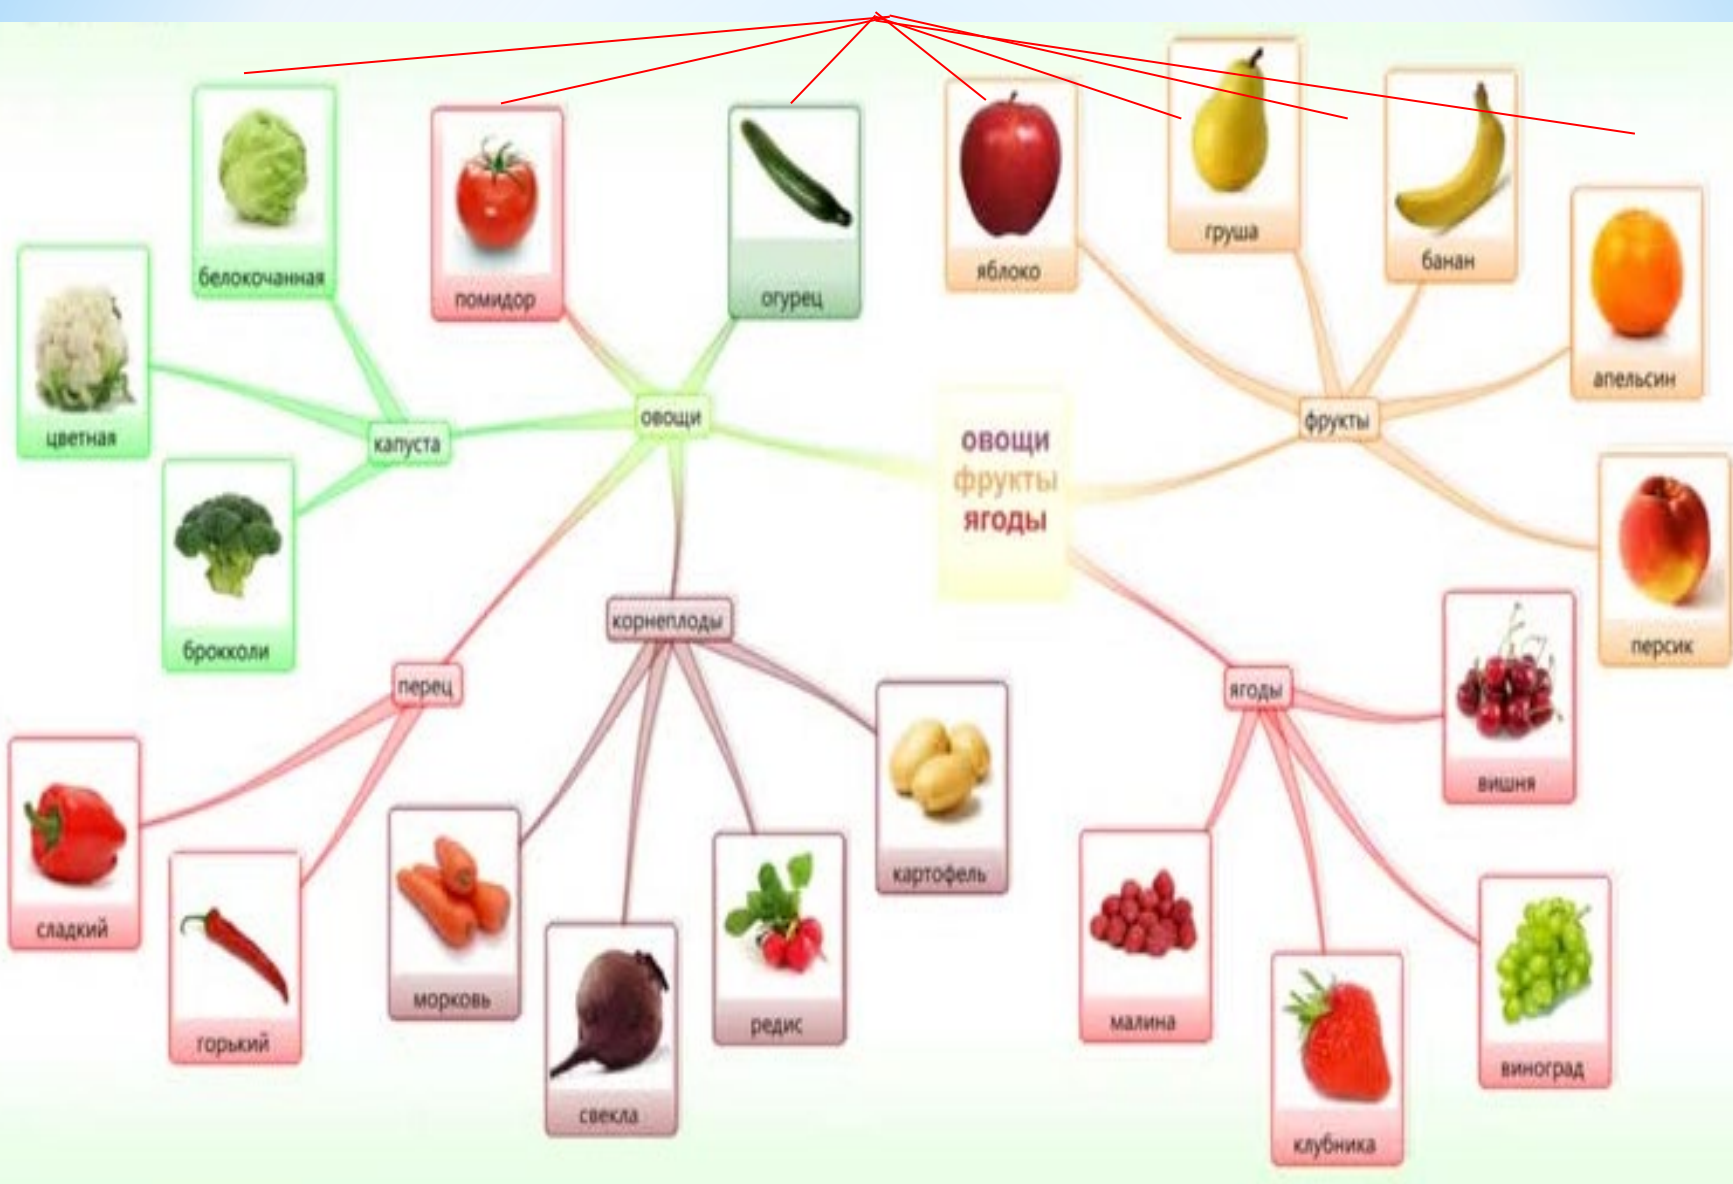 белокочанная
помидор
огурец
яблоко
груша
банан
апельсин
цветная
капуста
овощи
овощи
фрукты
ягоды
фрукты
персик
брокколи
перец
корнеплоды
ягоды
вишня
сладкий
горький
морковь
свекла
редис
картофель
малина
клубника
виноград